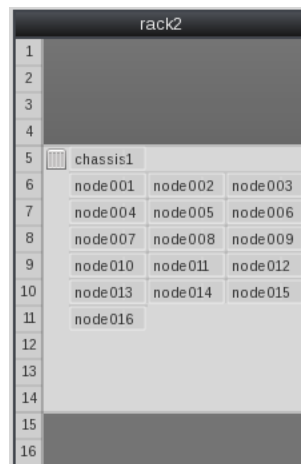 rack2
1
2
3
4
5 chassis1
6 node001 node002 node003
7 node004 node005 node006
8 node007 node008 node009
9 node010 node011 node012
10 node013 node014 node015
11 node016
12
13
14
15
16